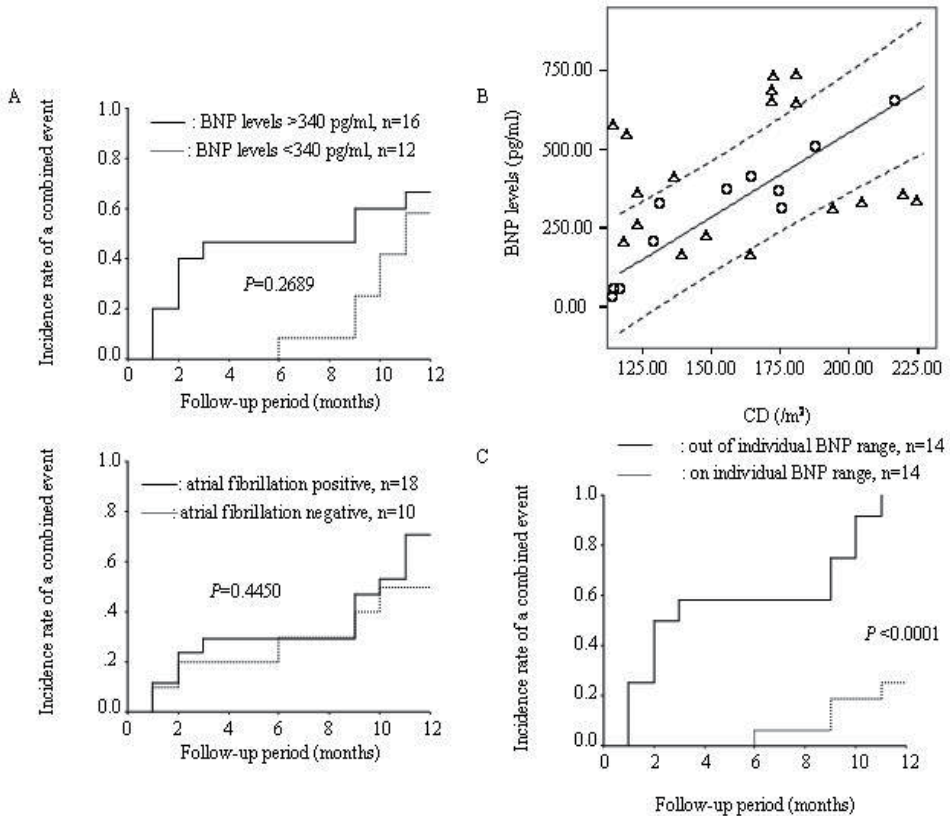 A
1.0
0.8
0.6
0.4
0.2
0.0
Incidence rate of a combined event
: BNP levels >340 pg/ml, n=16
: BNP levels <340 pg/ml, n=12
P=0.2689
0 2 4 6 8 10 12
Follow-up period (months)
1.0
.8
.6
.4
.2
0.0
Incidence rate of a combined event
: atrial fibrillation positive, n=18
: atrial fibrillation negative, n=10
P=0.4450
0 2 4 6 8 10 12
Follow-up period (months)
B
750.00
500.00
250.00
0.00
BNP levels (pg/ml)
125.00 150.00 175.00 200.00 225.00
CD (/m²)
C
: out of individual BNP range, n=14
: on individual BNP range, n=14
1.0
0.8
0.6
0.4
0.2
0.0
Incidence rate of a combined event
P <0.0001
0 2 4 6 8 10 12
Follow-up period (months)